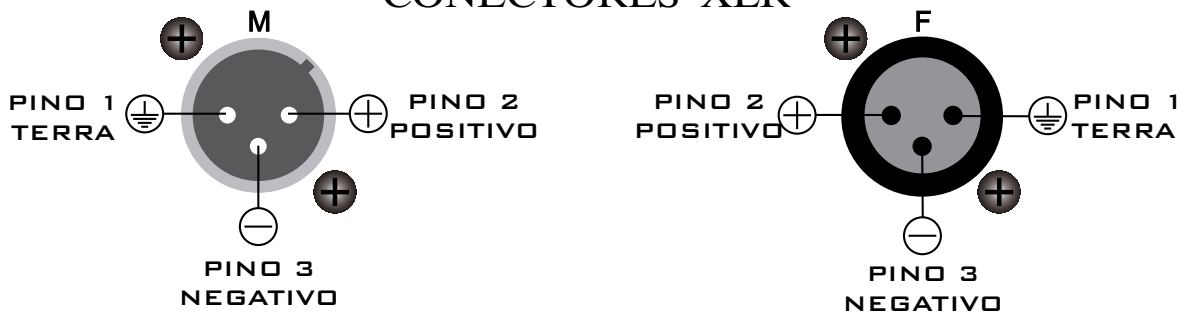 CONECTORES XLR
M
F
PINO 1
TERRA
PINO 2
POSITIVO
PINO 3
NEGATIVO
PINO 2
POSITIVO
PINO 1
TERRA
PINO 3
NEGATIVO